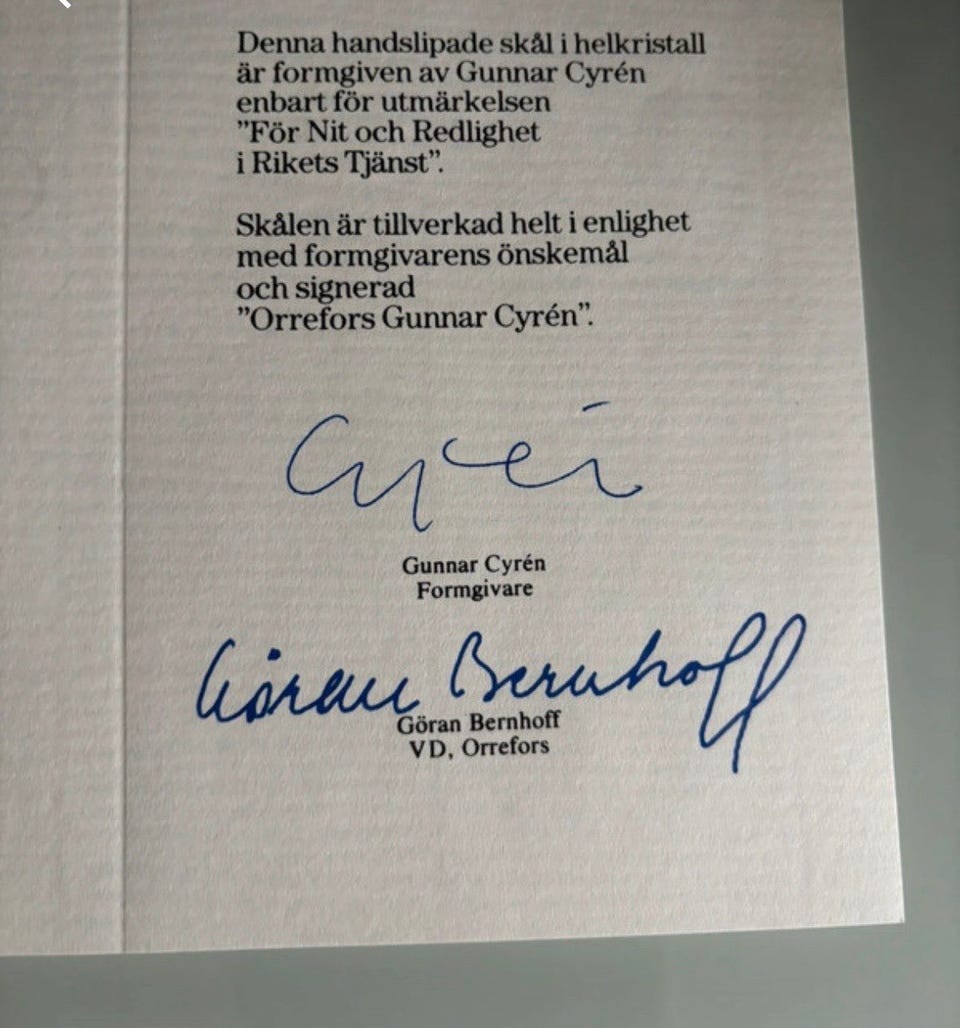 Denna handslipade skål i helkristall
är formgiven av Gunnar Cyrén
enbart för utmärkelsen
”För Nit och Redlighet
i Rikets Tjänst”.
Skålen är tillverkad helt i enlighet
med formgivarens önskemål
och signerad
”Orrefors Gunnar Cyrén”.
Cyrén
Gunnar Cyrén
Formgivare
Göran Bernhoff
Göran Bernhoff
VD, Orrefors